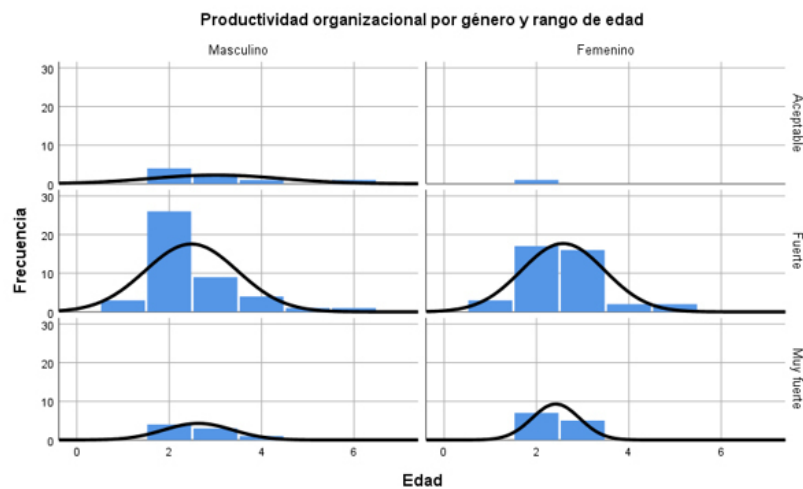 Productividad organizacional por género y rango de edad
Masculino
Femenino
30
20
10
0
Aceptable
30
20
10
0
Fuerte
Frecuencia
30
20
10
0
Muy fuerte
0
2
4
6
0
2
4
6
Edad